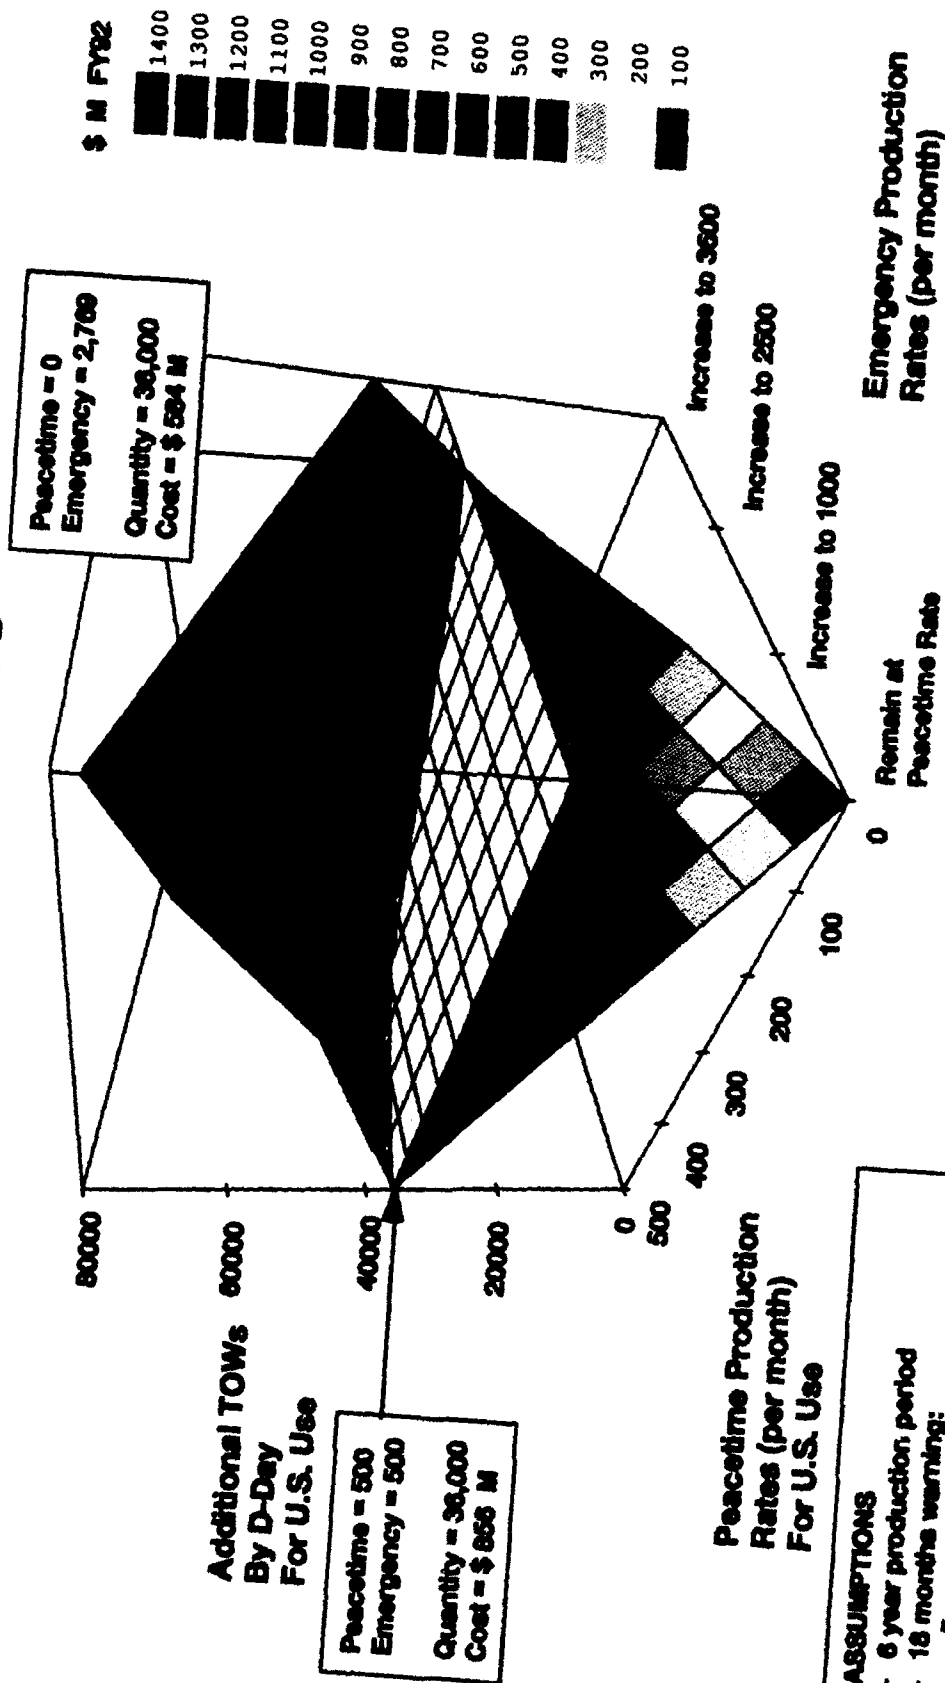 $ M FY92
1400
1300
1200
1100
1000
900
800
700
600
500
400
300
200
100
Peacetime = 0
Emergency = 2,769
Quantity = 36,000
Cost = $ 584 M
Additional TOWs
By D-Day
For U.S. Use
80000
60000
40000
20000
0
Peacetime = 500
Emergency = 500
Quantity = 36,000
Cost = $ 856 M
Peacetime Production
Rates (per month)
For U.S. Use
500
400
300
200
100
0
Remain at
Peacetime Rate
Increase to 1000
Increase to 2500
Increase to 3500
Emergency Production
Rates (per month)
ASSUMPTIONS
6 year production period
18 months warning: